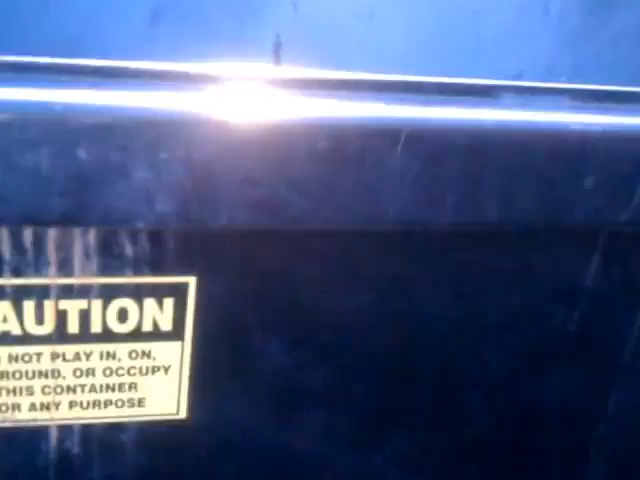 AUTION
NOT PLAY IN, ON,
ROUND, OR OCCUPY
THIS CONTAINER
OR ANY PURPOSE